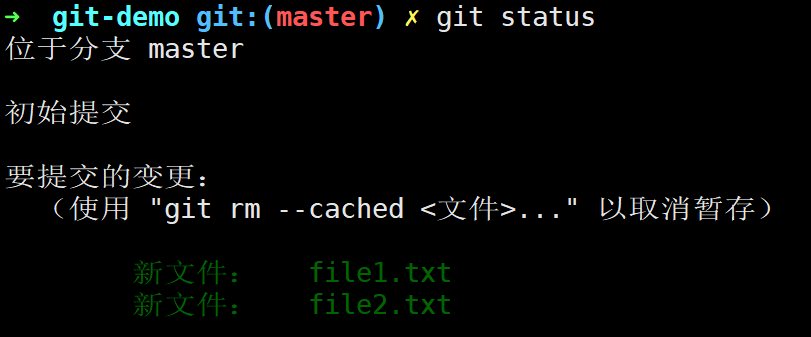 ➜  git-demo git:(master) ✗ git status
位于分支 master
初始提交
要提交的变更：
（使用 "git rm --cached <文件>..." 以取消暂存）
新文件：   file1.txt
新文件：   file2.txt